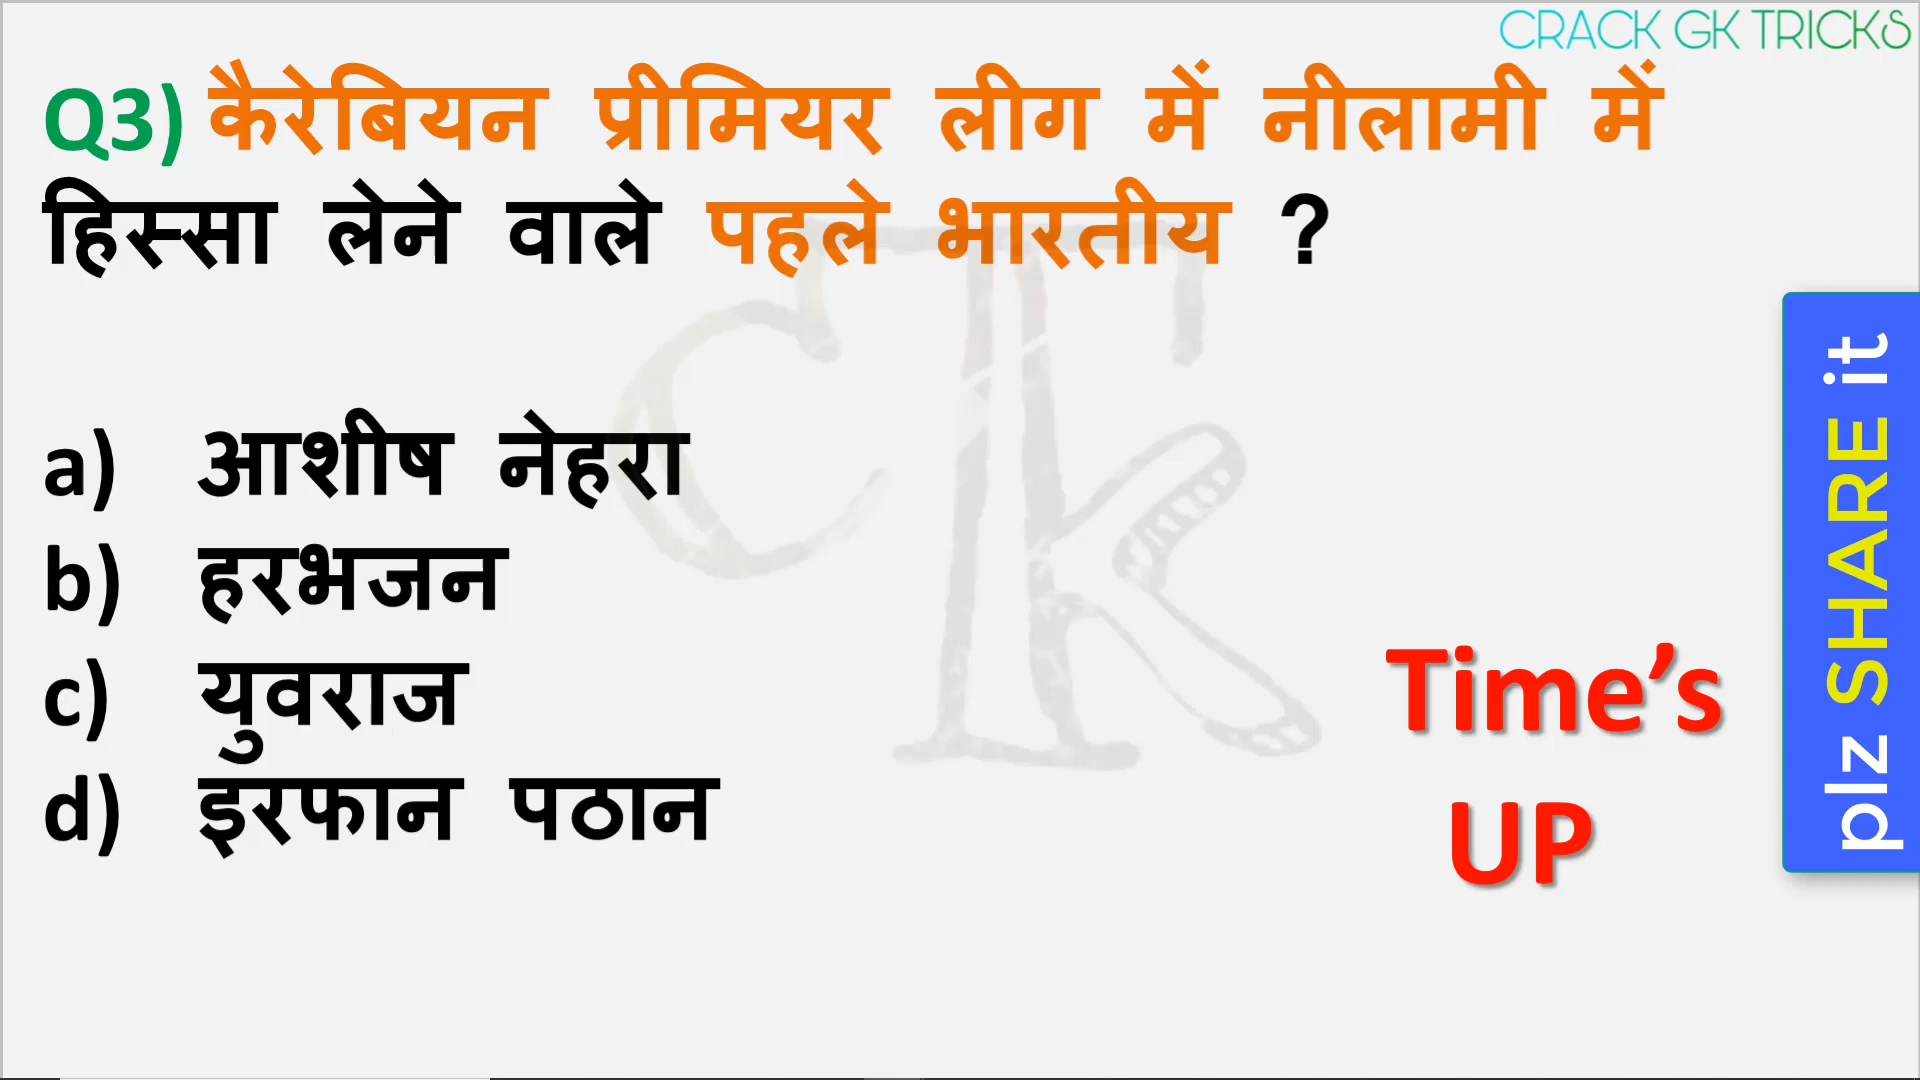 CRACK GK TRICKS
Q3) कैरेबियन प्रीमियर लीग में नीलामी में
हिस्सा लेने वाले पहले भारतीय ?
a) आशीष नेहरा
b) हरभजन
c) युवराज
d) इरफान पठान
Time's
UP
plz SHARE it
CTK